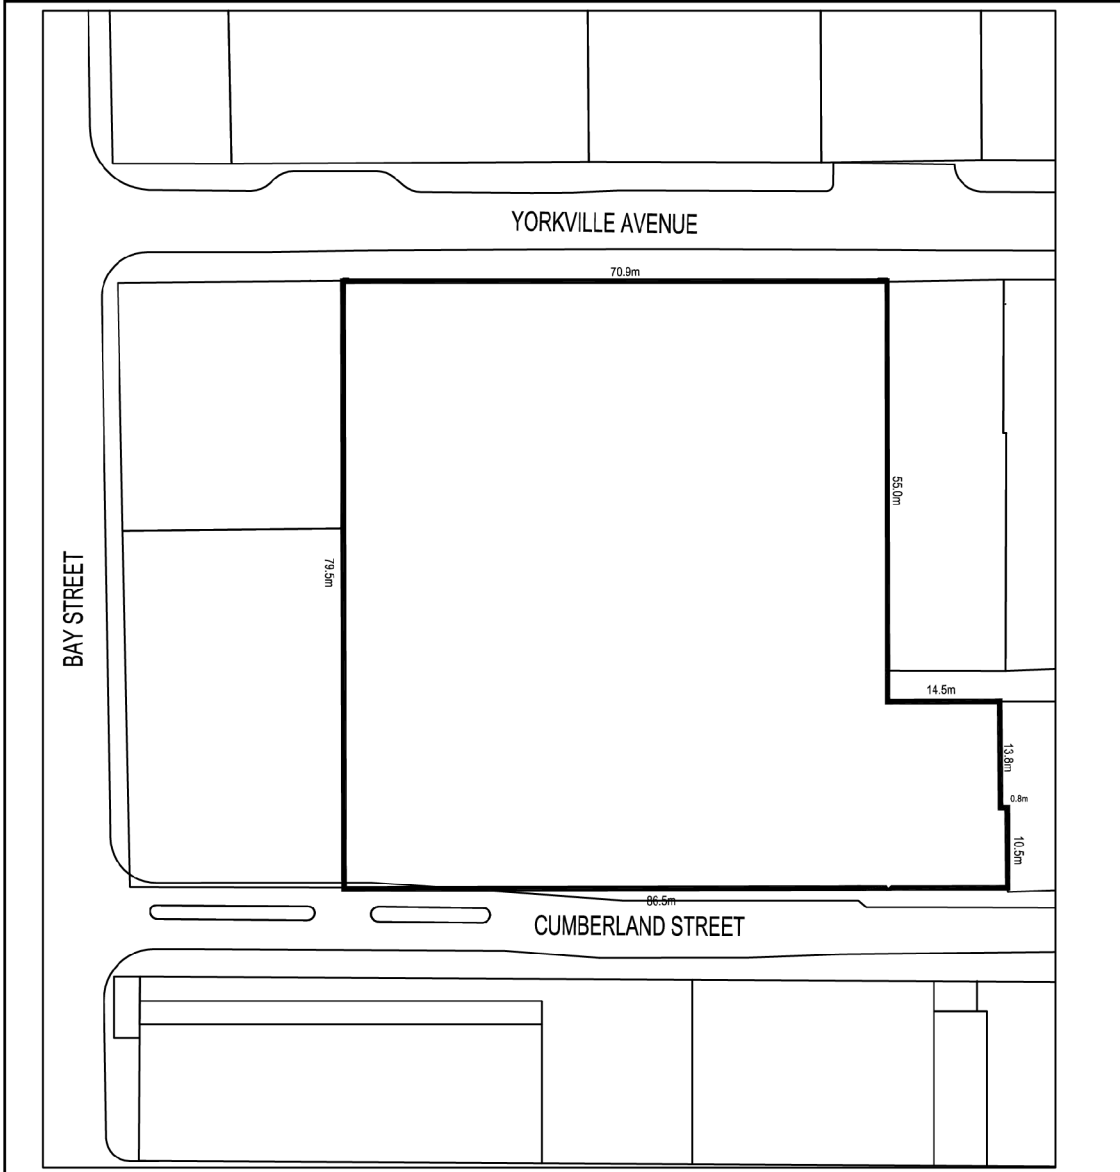 YORKVILLE AVENUE
70.9m
55.0m
79.5m
BAY STREET
14.5m
13.8m
0.8m
10.5m
86.5m
CUMBERLAND STREET